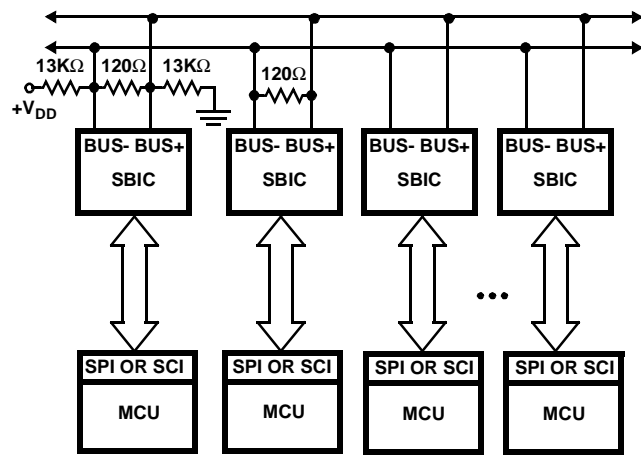 13KΩ 120Ω 13KΩ 120Ω
+VDD
BUS- BUS+ BUS- BUS+ BUS- BUS+ BUS- BUS+
SBIC SBIC SBIC SBIC
•••
SPI OR SCI SPI OR SCI SPI OR SCI SPI OR SCI
MCU MCU MCU MCU